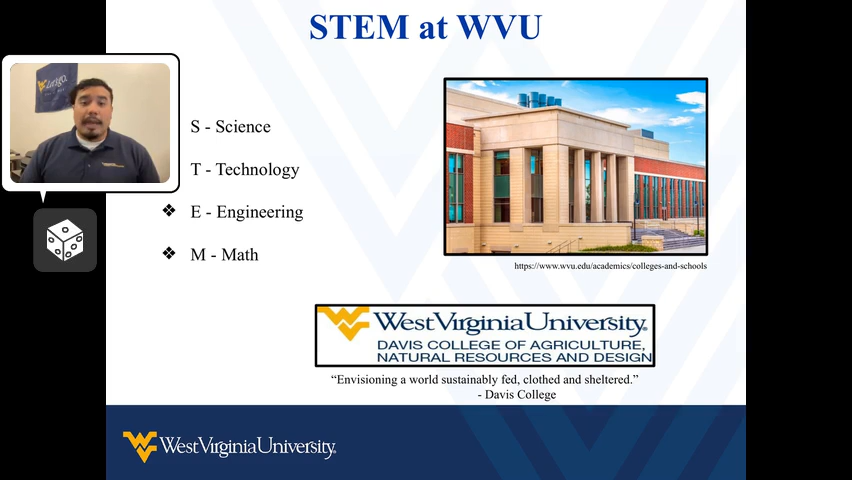 STEM at WVU
S - Science
T - Technology
❖ E - Engineering
❖ M - Math
https://www.wvu.edu/academics/colleges-and-schools
WestVirginiaUniversity®
DAVIS COLLEGE OF AGRICULTURE,
NATURAL RESOURCES AND DESIGN
“Envisioning a world sustainably fed, clothed and sheltered.”
- Davis College
WestVirginiaUniversity®